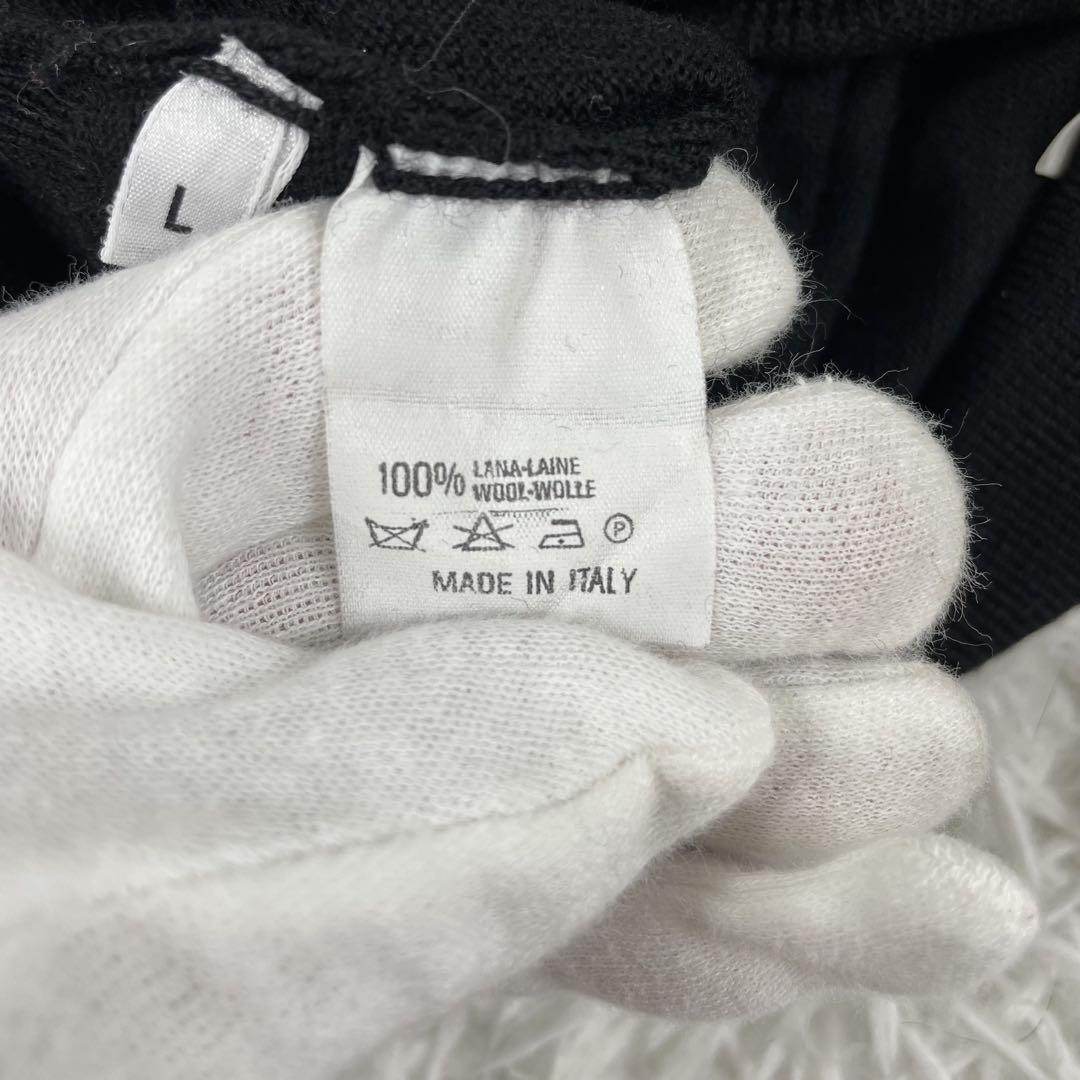 L
100% LANA-LAINE
WOOL-WOLLE
P
MADE IN ITALY